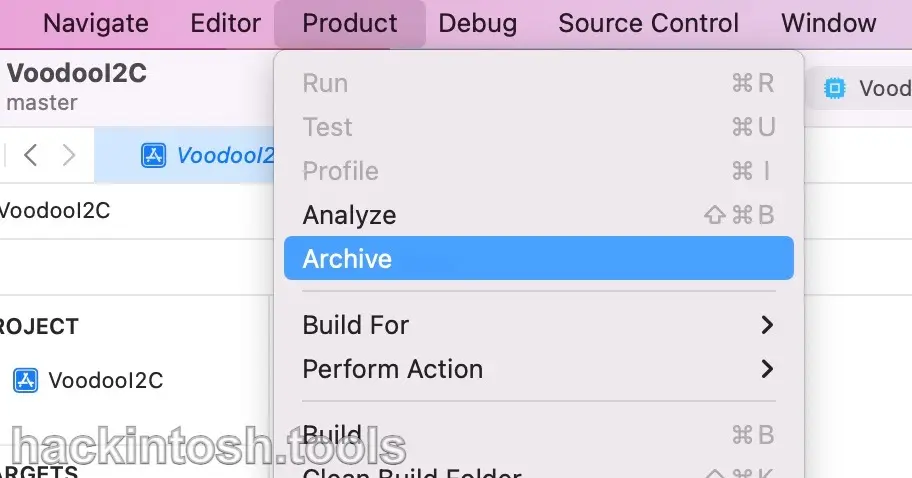 Navigate Editor Product Debug Source Control Window
VoodooI2C
master
Vood
VoodooI2
VoodooI2C
Run ⌘R
Test ⌘U
Profile ⌘I
Analyze ⇧⌘B
Archive
Build For
Perform Action
Build ⌘B
Clean Build Folder ⇧⌘K
ROJECT
VoodooI2C
ARGETS
hackintosh.tools